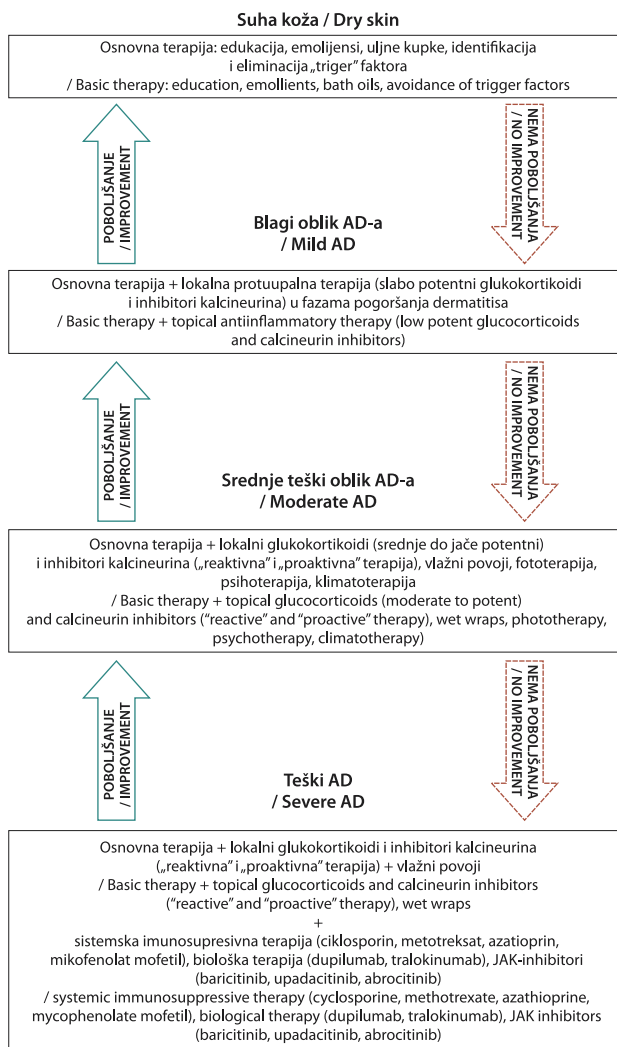 Suha koža / Dry skin
Osnovna terapija: edukacija, emolijensi, uljne kupke, identifikacija
i eliminacija „triger” faktora
/ Basic therapy: education, emollients, bath oils, avoidance of trigger factors
POBOLJŠANJE
/ IMPROVEMENT
NEMA POBOLJŠANJA
/ NO IMPROVEMENT
Blagi oblik AD-a
/ Mild AD
Osnovna terapija + lokalna protuupalna terapija (slabo potentni glukokortikoidi
i inhibitori kalcineurina) u fazama pogoršanja dermatitisa
/ Basic therapy + topical antiinflammatory therapy (low potent glucocorticoids
and calcineurin inhibitors)
POBOLJŠANJE
/ IMPROVEMENT
NEMA POBOLJŠANJA
/ NO IMPROVEMENT
Srednje teški oblik AD-a
/ Moderate AD
Osnovna terapija + lokalni glukokortikoidi (srednje do jače potentni)
i inhibitori kalcineurina („reaktivna” i „proaktivna” terapija), vlažni povoji, fototerapija,
psihoterapija, klimatoterapija
/ Basic therapy + topical glucocorticoids (moderate to potent)
and calcineurin inhibitors (“reactive” and “proactive” therapy), wet wraps, phototherapy,
psychotherapy, climatotherapy)
POBOLJŠANJE
/ IMPROVEMENT
NEMA POBOLJŠANJA
/ NO IMPROVEMENT
Teški AD
/ Severe AD
Osnovna terapija + lokalni glukokortikoidi i inhibitori kalcineurina
(„reaktivna” i „proaktivna” terapija) + vlažni povoji
/ Basic therapy + topical glucocorticoids and calcineurin inhibitors
(“reactive” and “proactive” therapy), wet wraps
+
sistemska imunosupresivna terapija (ciklosporin, metotreksat, azatioprin,
mikofenolat mofetil), biološka terapija (dupilumab, tralokinumab), JAK-inhibitori
(baricitinib, upadacitinib, abrocitinib)
/ systemic immunosuppressive therapy (cyclosporine, methotrexate, azathioprine,
mycophenolate mofetil), biological therapy (dupilumab, tralokinumab), JAK inhibitors
(baricitinib, upadacitinib, abrocitinib)